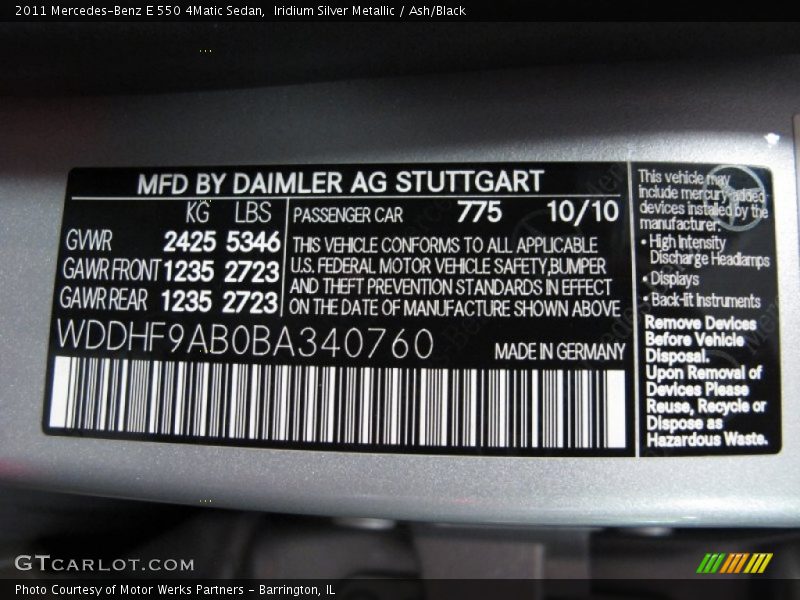 2011 Mercedes-Benz E 550 4Matic Sedan,  Iridium Silver Metallic / Ash/Black
MFD BY DAIMLER AG STUTTGART
KG LBS
GVWR 2425 5346
GAWR FRONT 1235 2723
GAWR REAR 1235 2723
PASSENGER CAR 775 10/10
THIS VEHICLE CONFORMS TO ALL APPLICABLE
U.S. FEDERAL MOTOR VEHICLE SAFETY,BUMPER
AND THEFT PREVENTION STANDARDS IN EFFECT
ON THE DATE OF MANUFACTURE SHOWN ABOVE
WDDHF9AB0BA340760
MADE IN GERMANY
This vehicle may
include mercury-added
devices installed by the
manufacturer:
• High Intensity
Discharge Headlamps
• Displays
• Back-lit Instruments
Remove Devices
Before Vehicle
Disposal.
Upon Removal of
Devices Please
Reuse, Recycle or
Dispose as
Hazardous Waste.
GTCARLOT.COM
Photo Courtesy of Motor Werks Partners - Barrington, IL